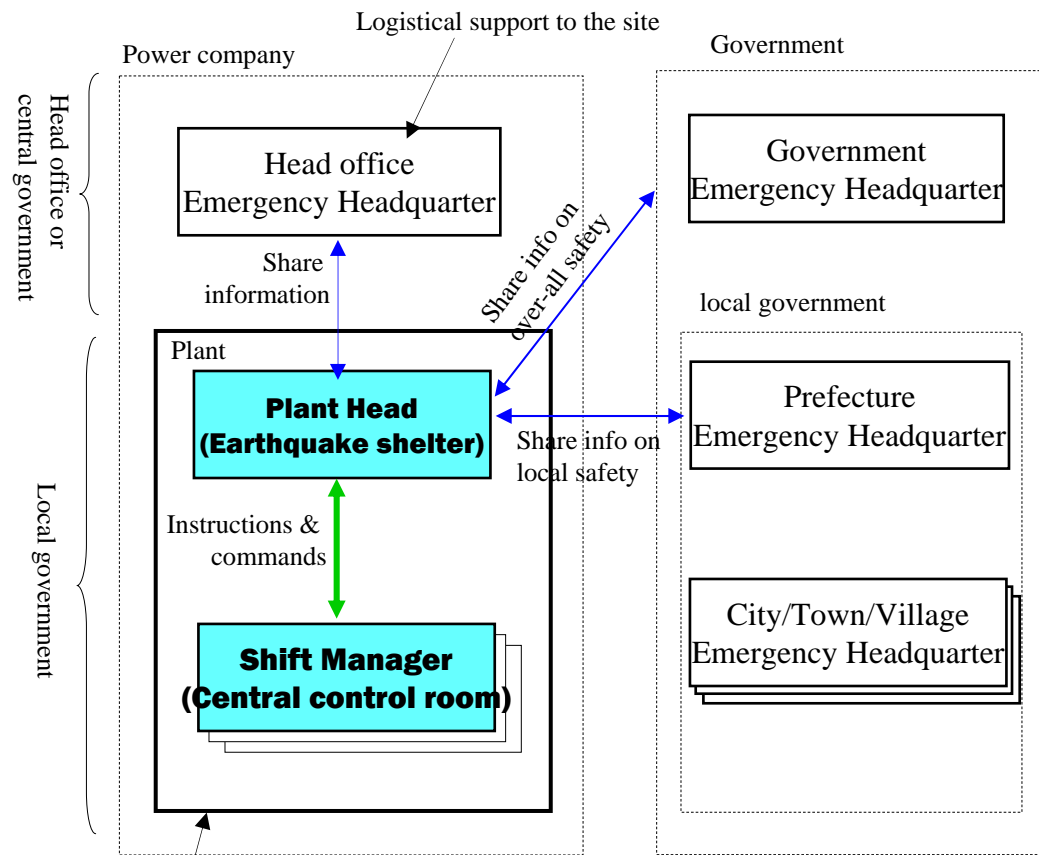 Logistical support to the site
Power company
Government
Head office or
central government
Head office
Emergency Headquarter
Government
Emergency Headquarter
Share
information
Share info on
over-all safety
local government
Local government
Plant
Plant Head
(Earthquake shelter)
Prefecture
Emergency Headquarter
Share info on
local safety
Instructions &
commands
Shift Manager
(Central control room)
City/Town/Village
Emergency Headquarter